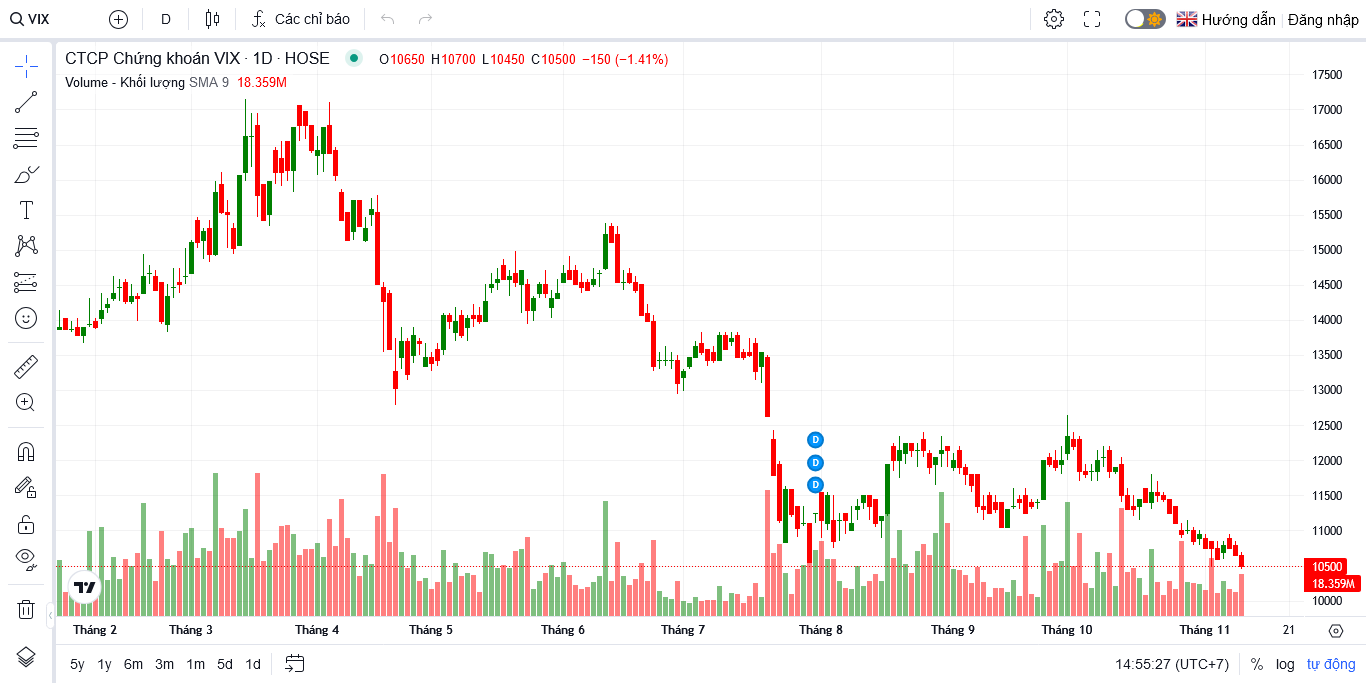 VIX D Các chỉ báo Hướng dẫn Đăng nhập
CTCP Chứng khoán VIX · 1D · HOSE O10650 H10700 L10450 C10500 −150 (−1.41%)
Volume - Khối lượng SMA 9 18.359M
17500
17000
16500
16000
15500
15000
14500
14000
13500
13000
12500
12000
11500
11000
10500
18.359M
10000
D
D
D
Tháng 2 Tháng 3 Tháng 4 Tháng 5 Tháng 6 Tháng 7 Tháng 8 Tháng 9 Tháng 10 Tháng 11 21
5y 1y 6m 3m 1m 5d 1d 14:55:27 (UTC+7) % log tự động